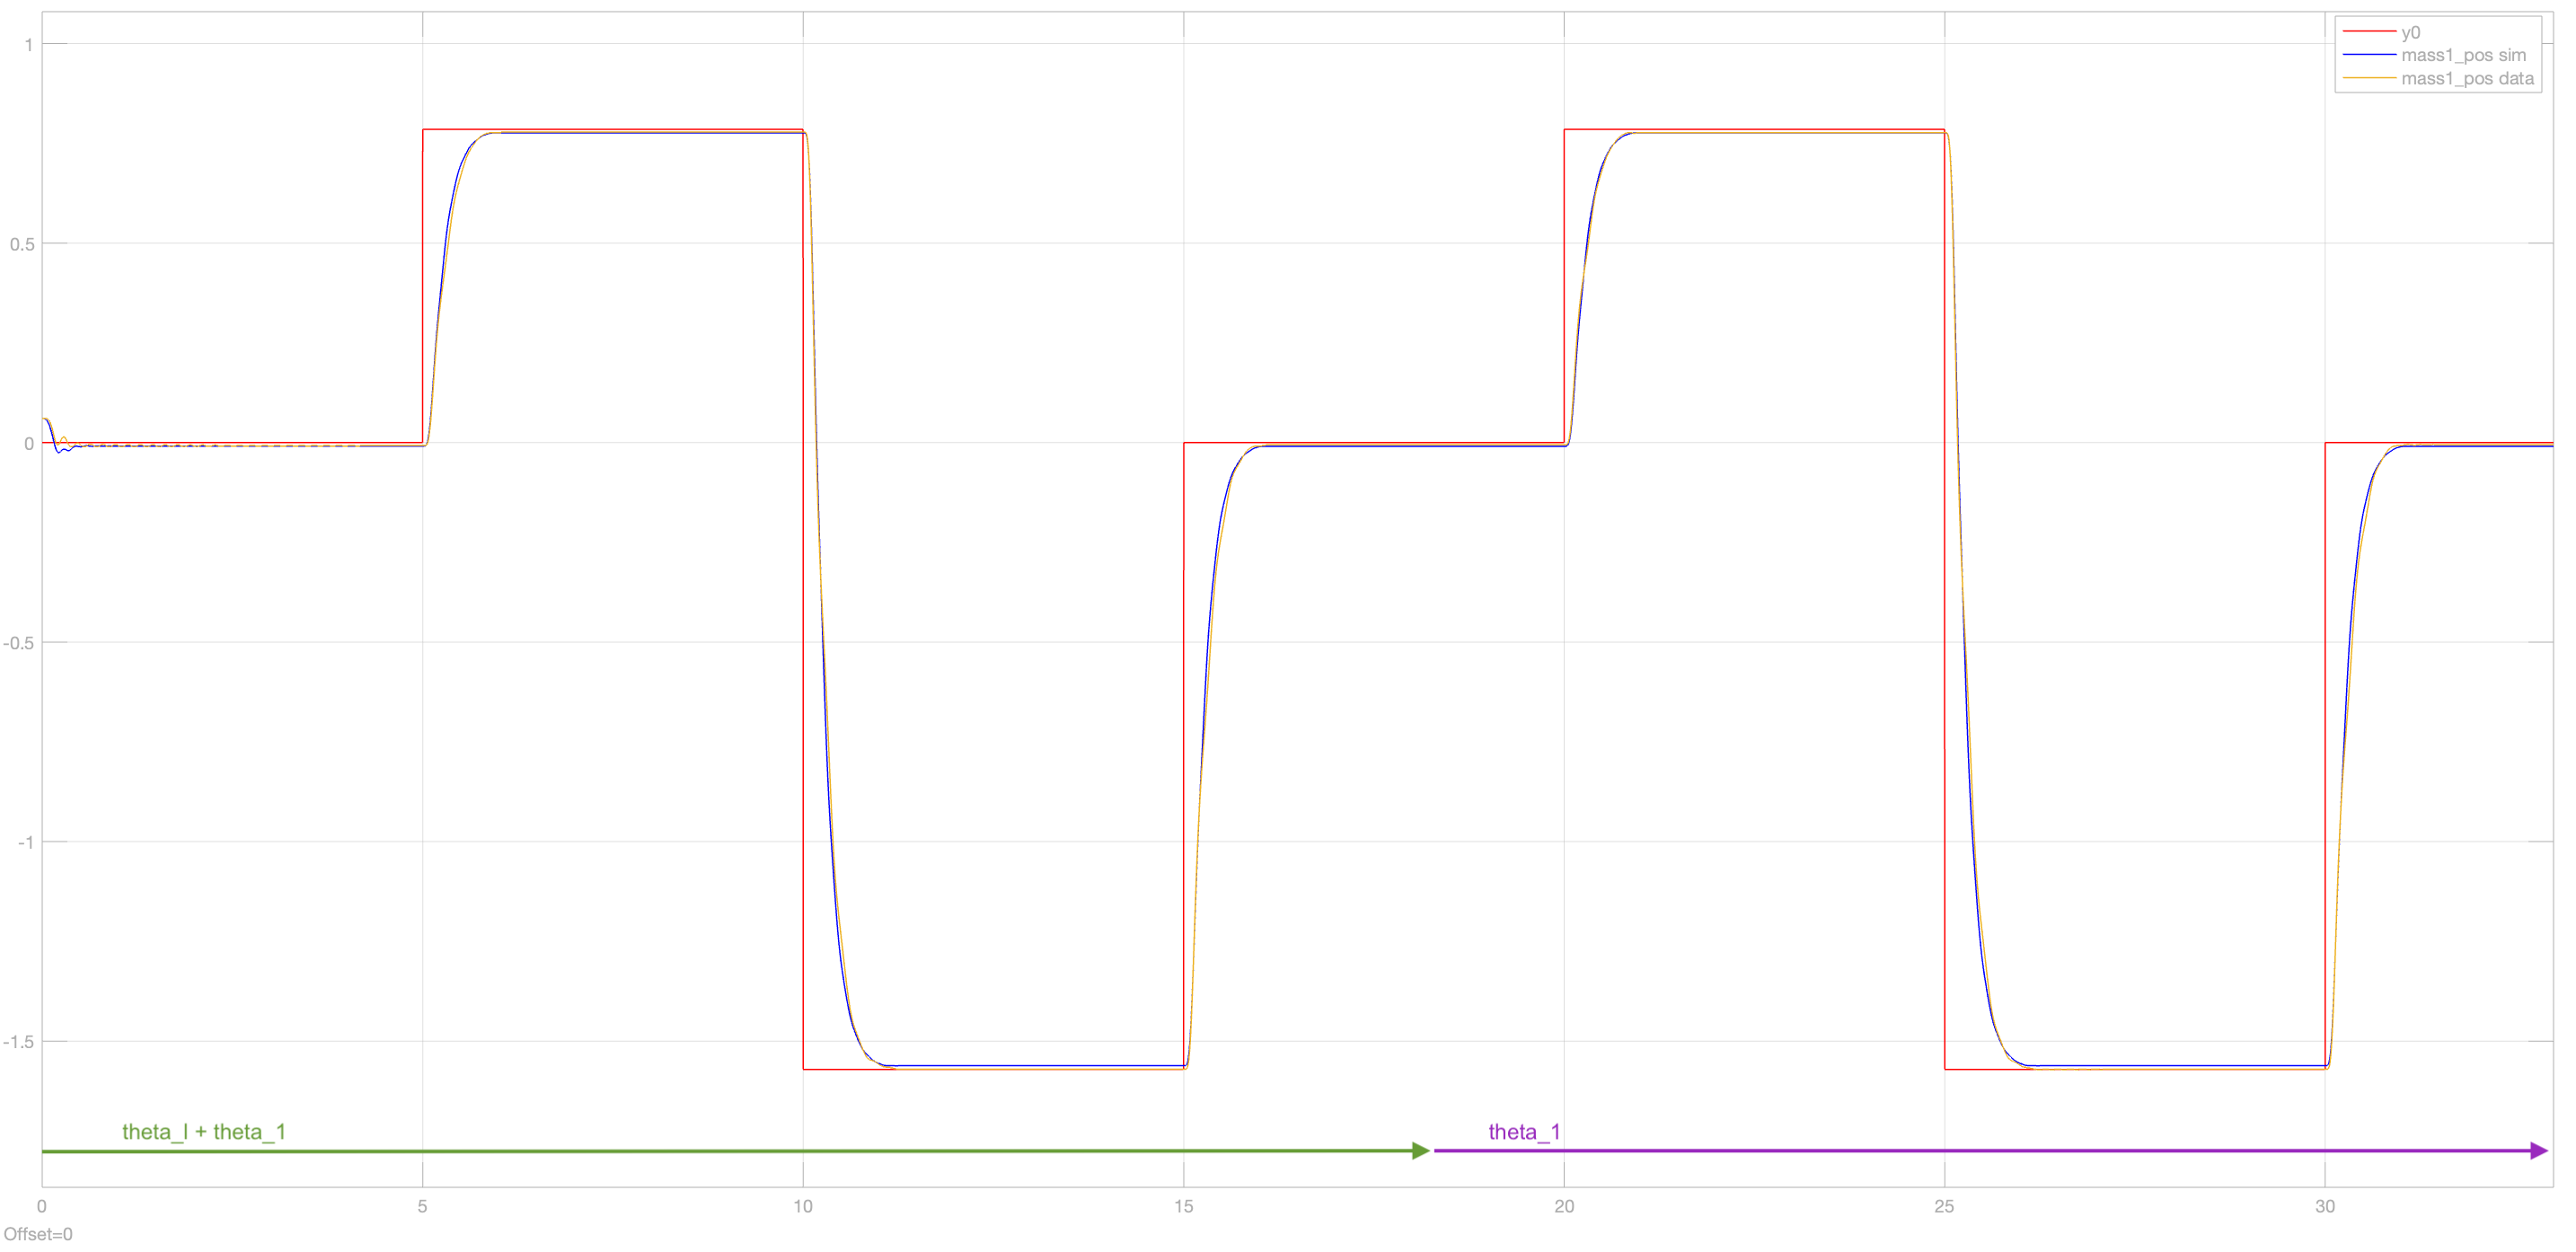 y0
mass1_pos sim
mass1_pos data
1
0.5
0
-0.5
-1
-1.5
theta_l + theta_1
theta_1
0 5 10 15 20 25 30
Offset=0